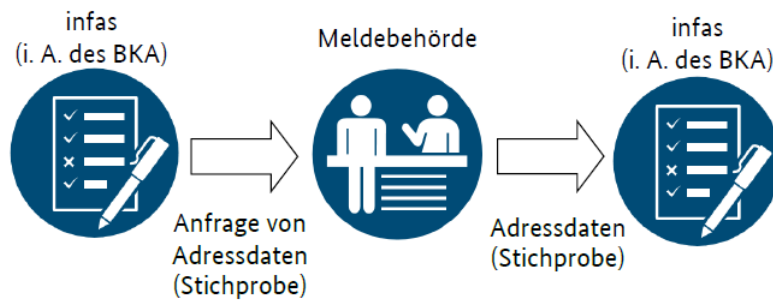 infas
(i. A. des BKA)
Anfrage von
Adressdaten
(Stichprobe)
Meldebehörde
Adressdaten
(Stichprobe)
infas
(i. A. des BKA)